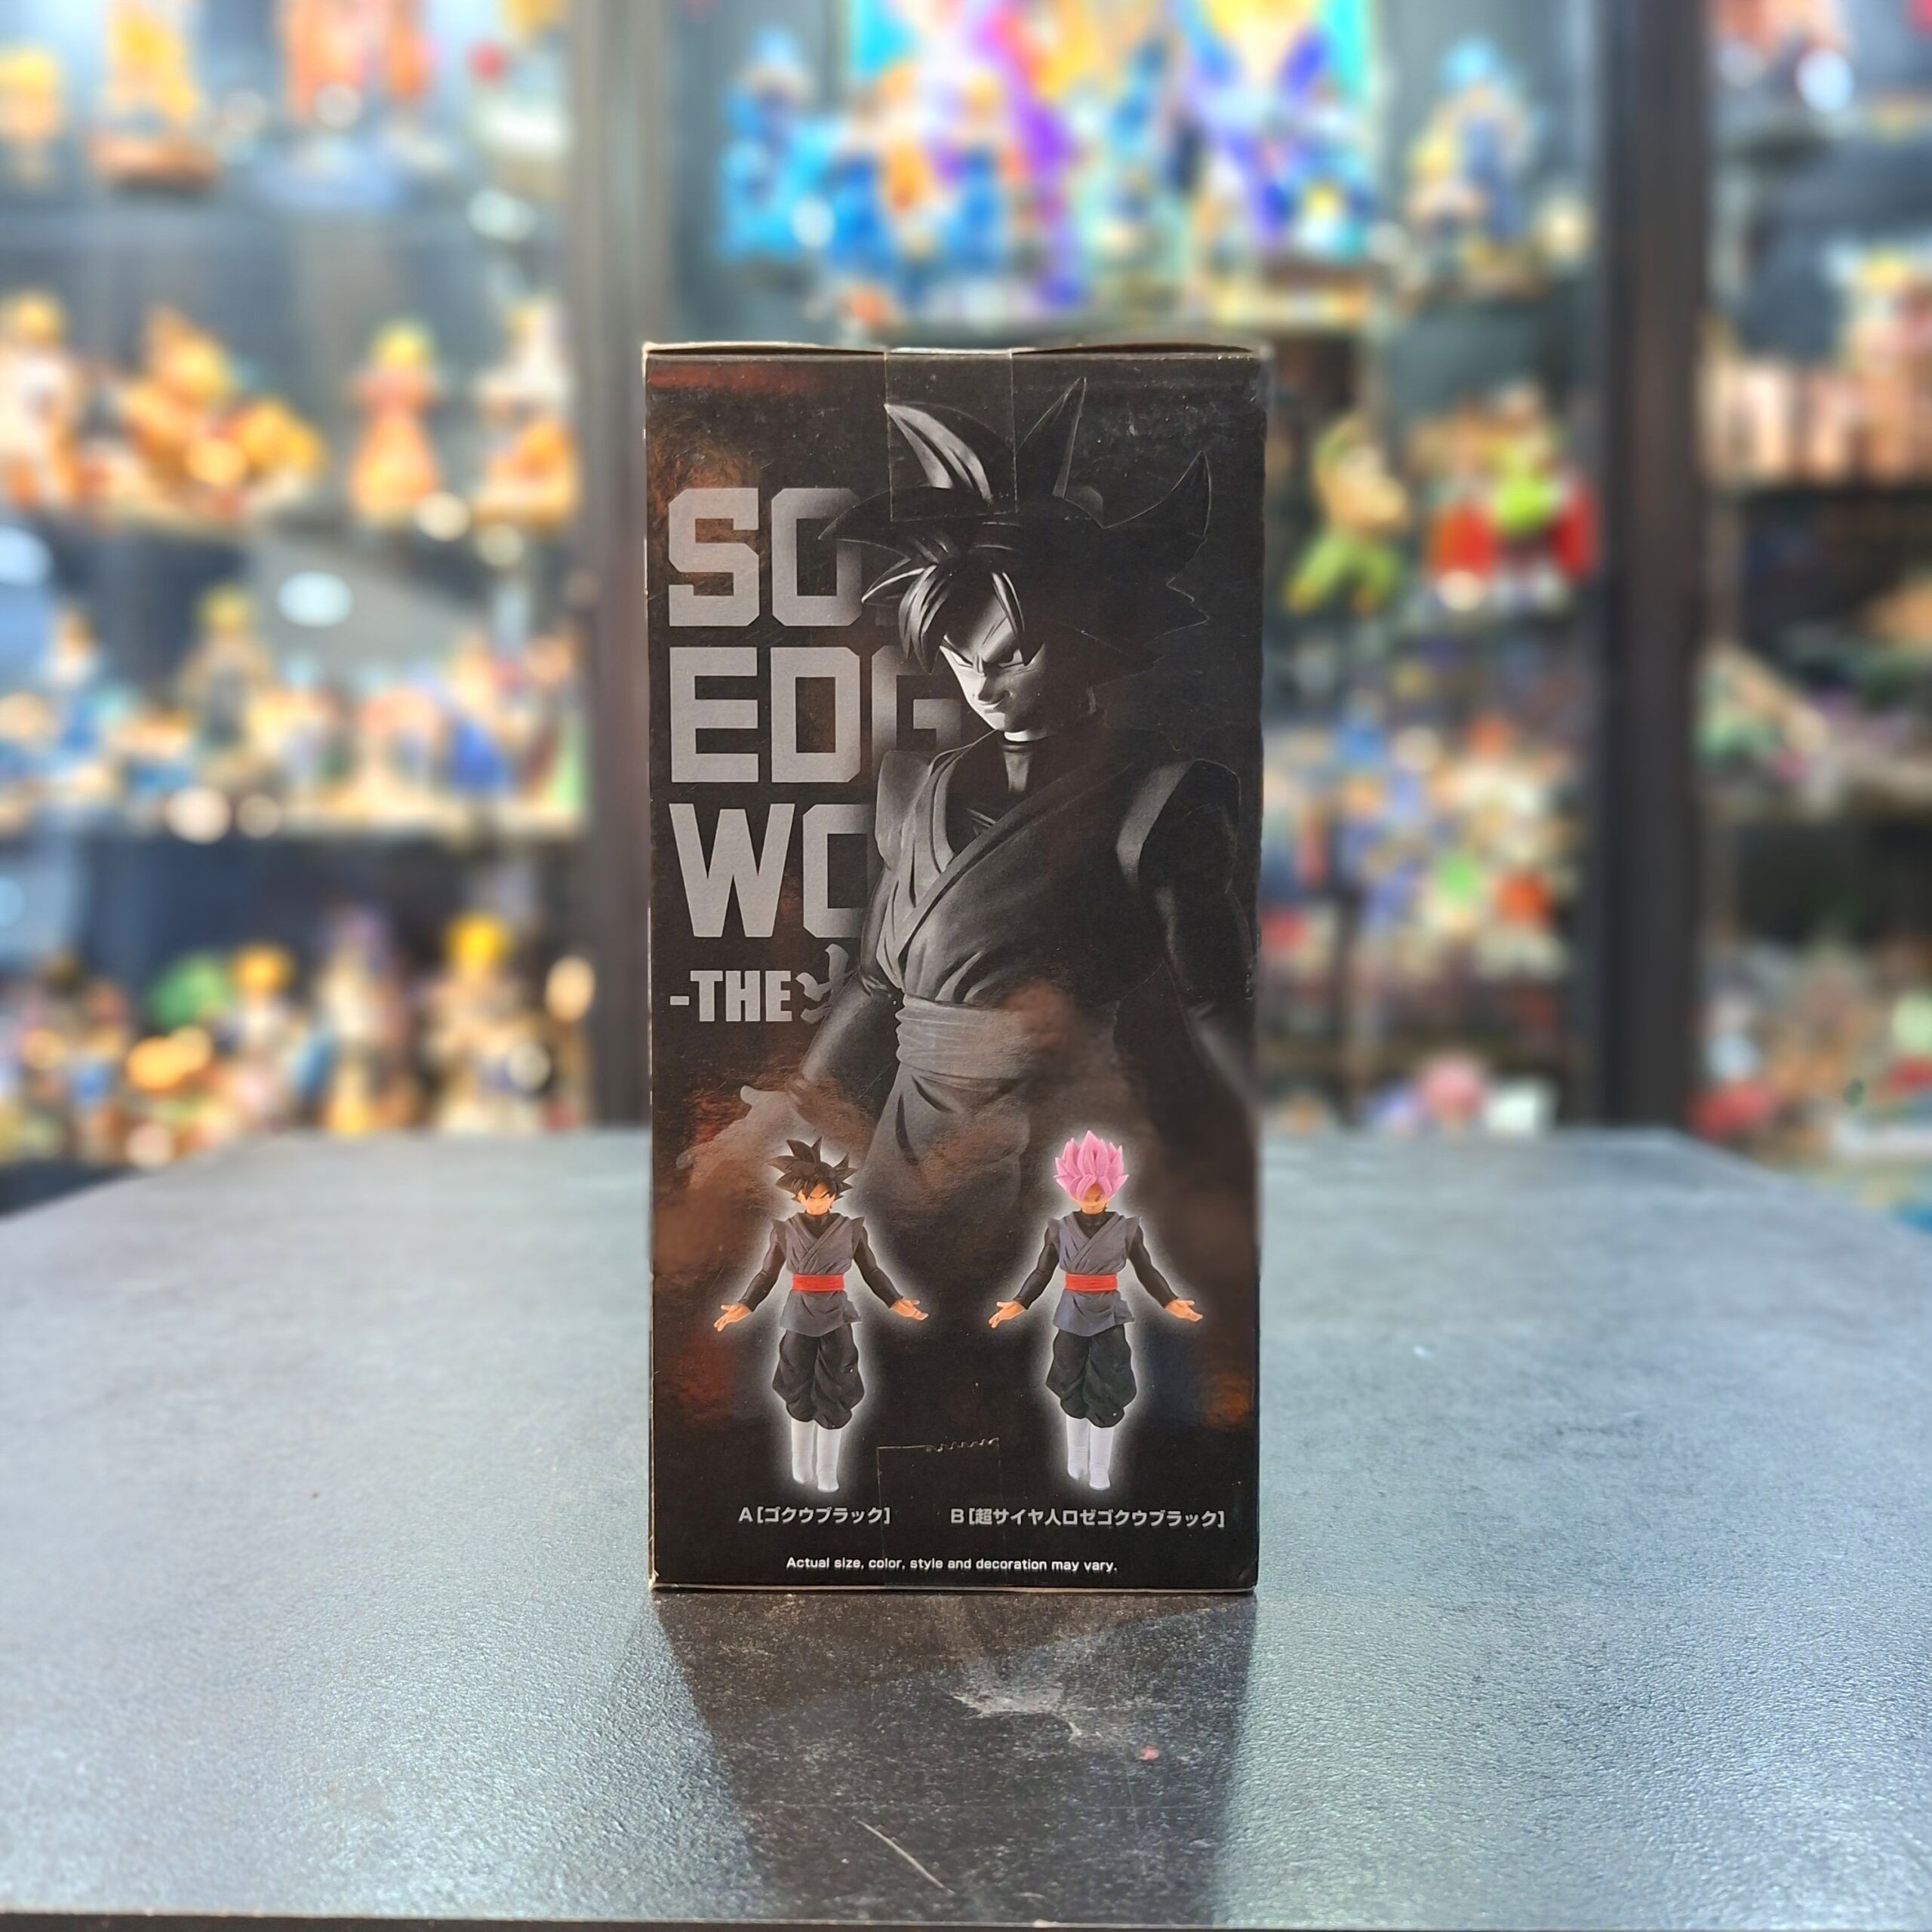 SO
EDG
WO
-THE
A[ゴクウブラック]
B[超サイヤ人ロゼゴクウブラック]
Actual size, color, style and decoration may vary.